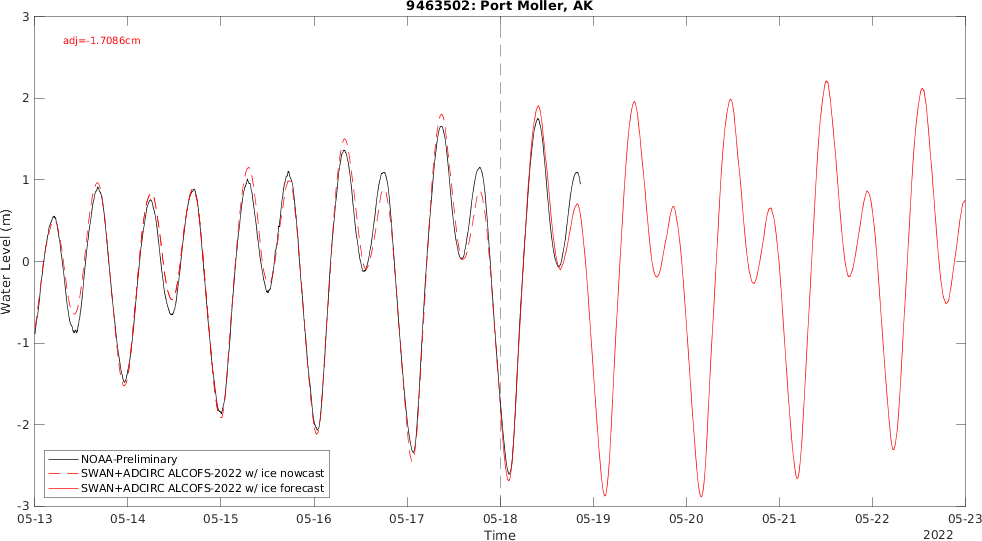 9463502: Port Moller, AK
adj=-1.7086cm
Water Level (m)
3
2
1
0
-1
-2
-3
NOAA-Preliminary
SWAN+ADCIRC ALCOFS-2022 w/ ice nowcast
SWAN+ADCIRC ALCOFS-2022 w/ ice forecast
05-13 05-14 05-15 05-16 05-17 05-18 05-19 05-20 05-21 05-22 05-23
Time
2022